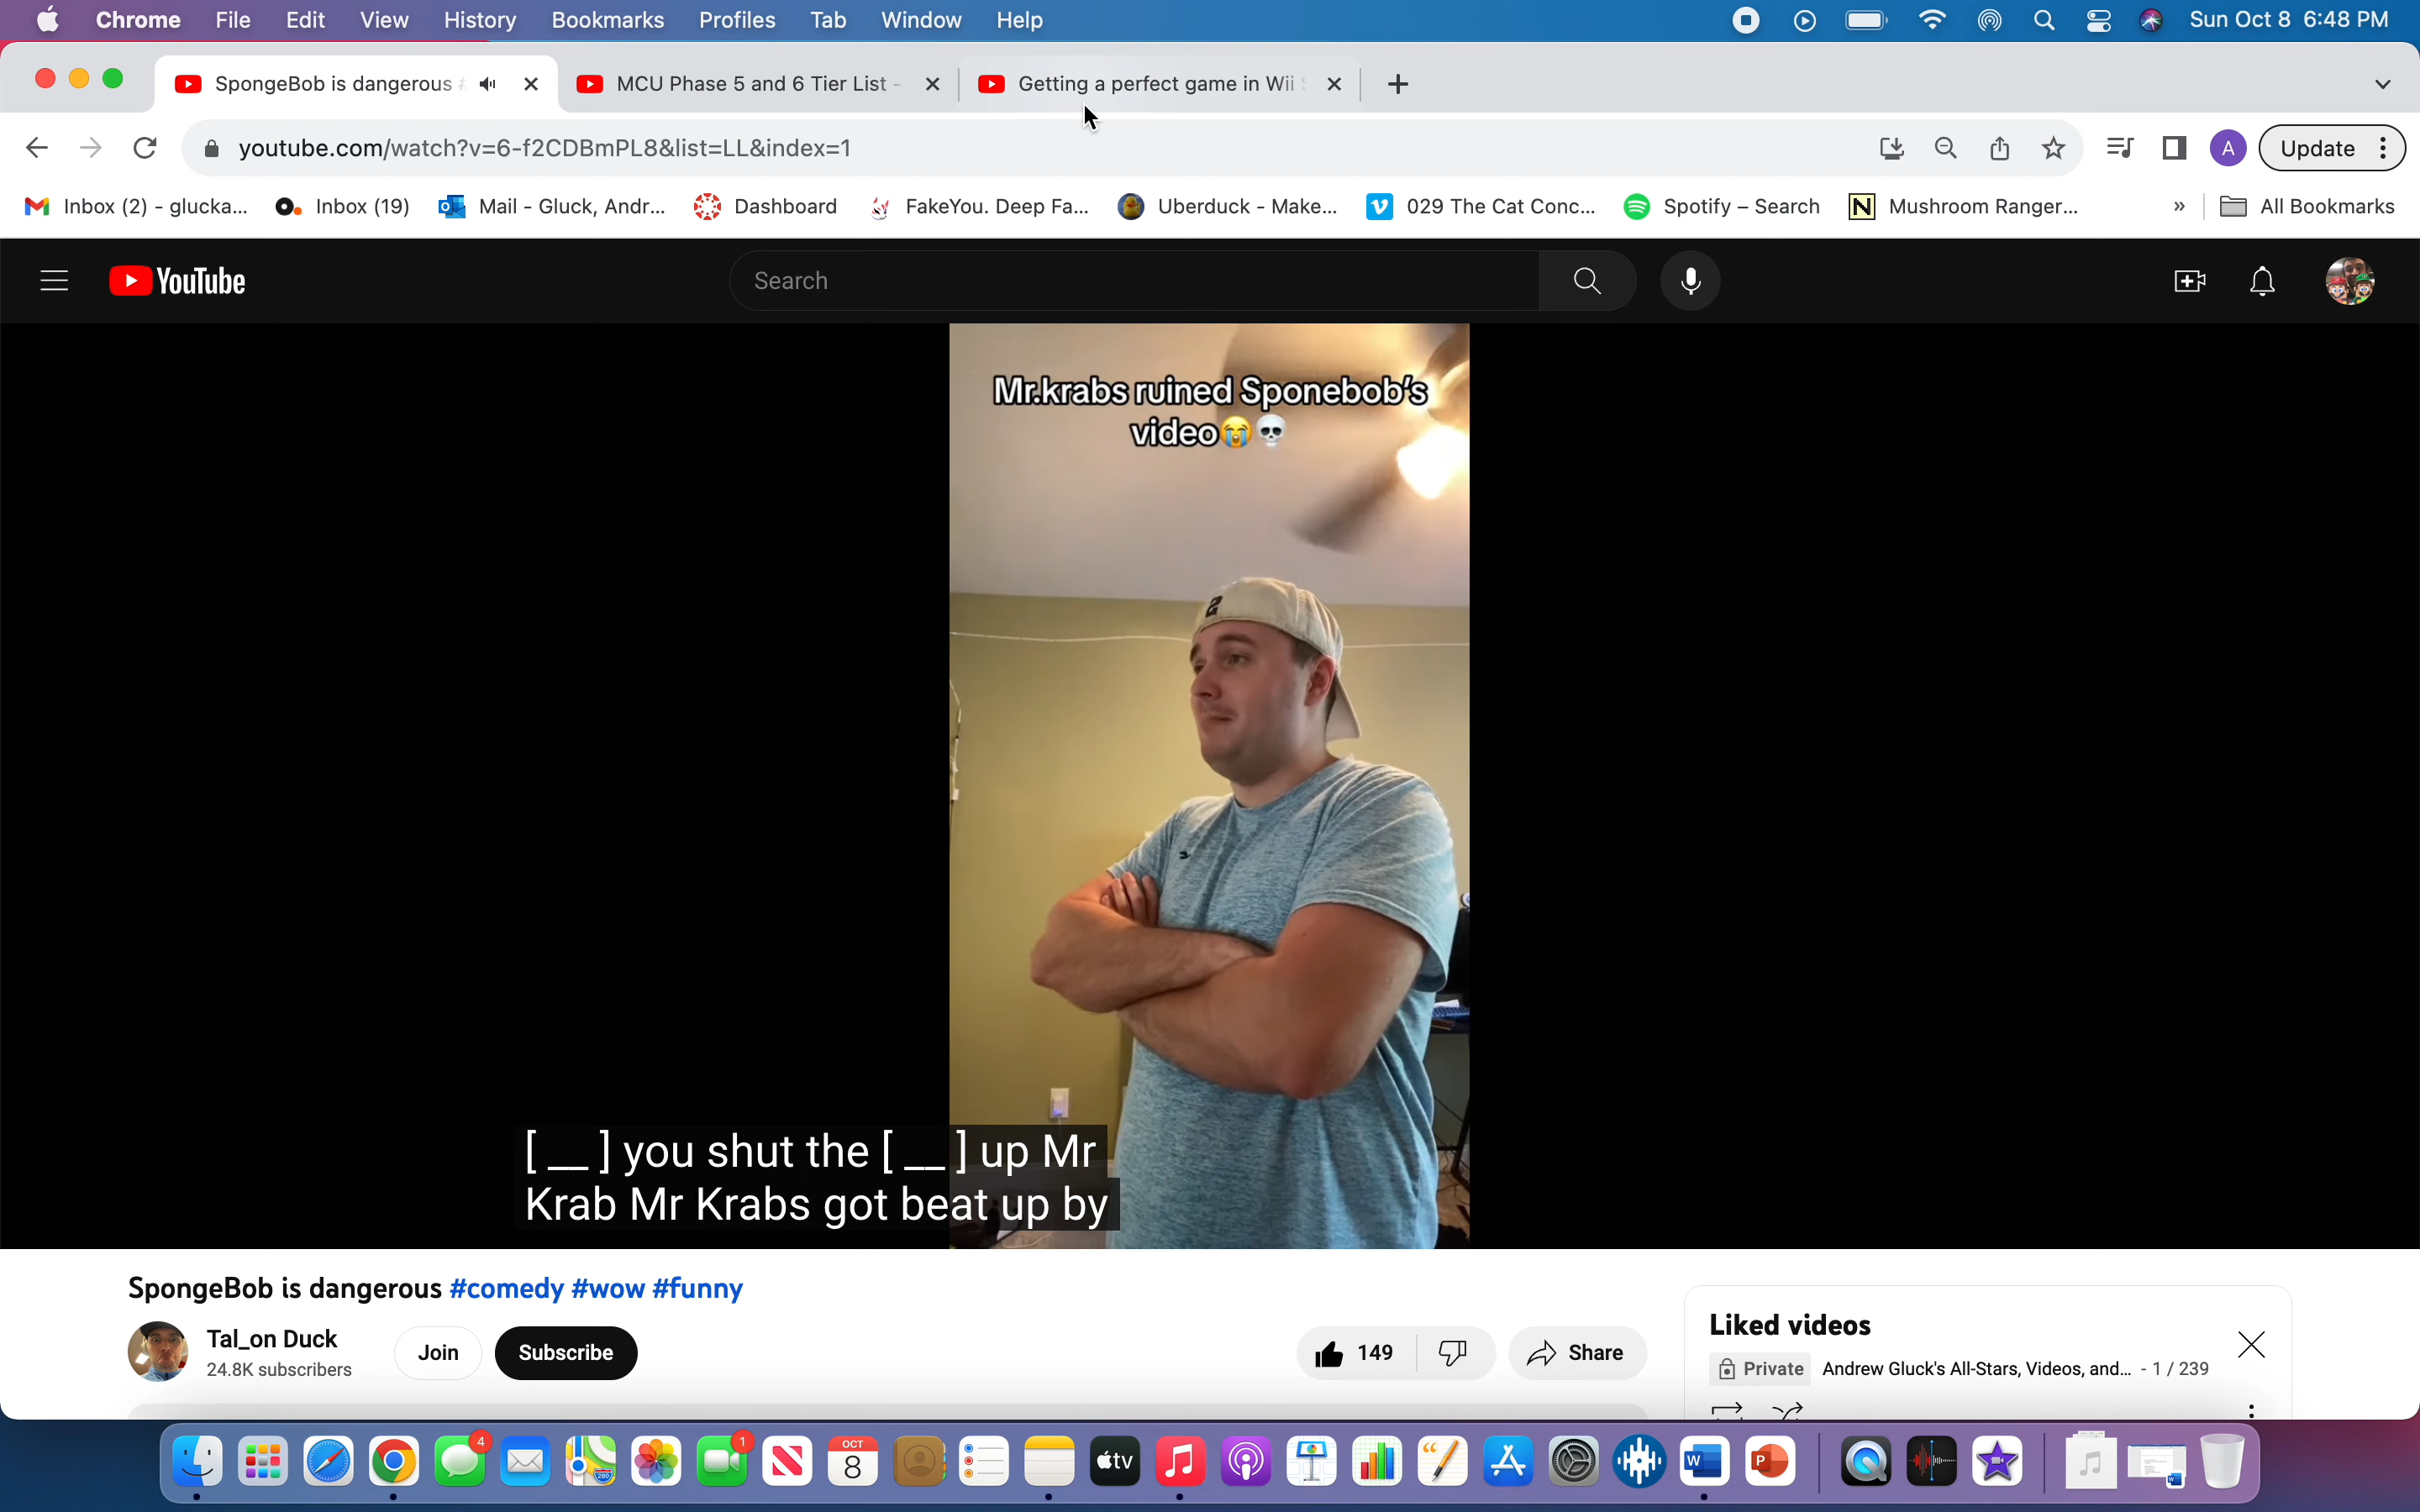 Chrome File Edit View History Bookmarks Profiles Tab Window Help Sun Oct 8 6:48 PM
SpongeBob is dangerous MCU Phase 5 and 6 Tier List - Getting a perfect game in Wii
youtube.com/watch?v=6-f2CDBmPL8&list=LL&index=1 A Update
Inbox (2) - glucka... Inbox (19) Mail - Gluck, Andr... Dashboard FakeYou. Deep Fa... Uberduck - Make... 029 The Cat Conc... Spotify – Search Mushroom Ranger... » All Bookmarks
YouTube Search
Mr.krabs ruined Sponebob's
video😭💀
[ __ ] you shut the [ __ ] up Mr
Krab Mr Krabs got beat up by
SpongeBob is dangerous #comedy #wow #funny
Tal_on Duck
24.8K subscribers
Join Subscribe 149 Share
Liked videos
Private Andrew Gluck's All-Stars, Videos, and... - 1 / 239
4 1 OCT 8 tv W P